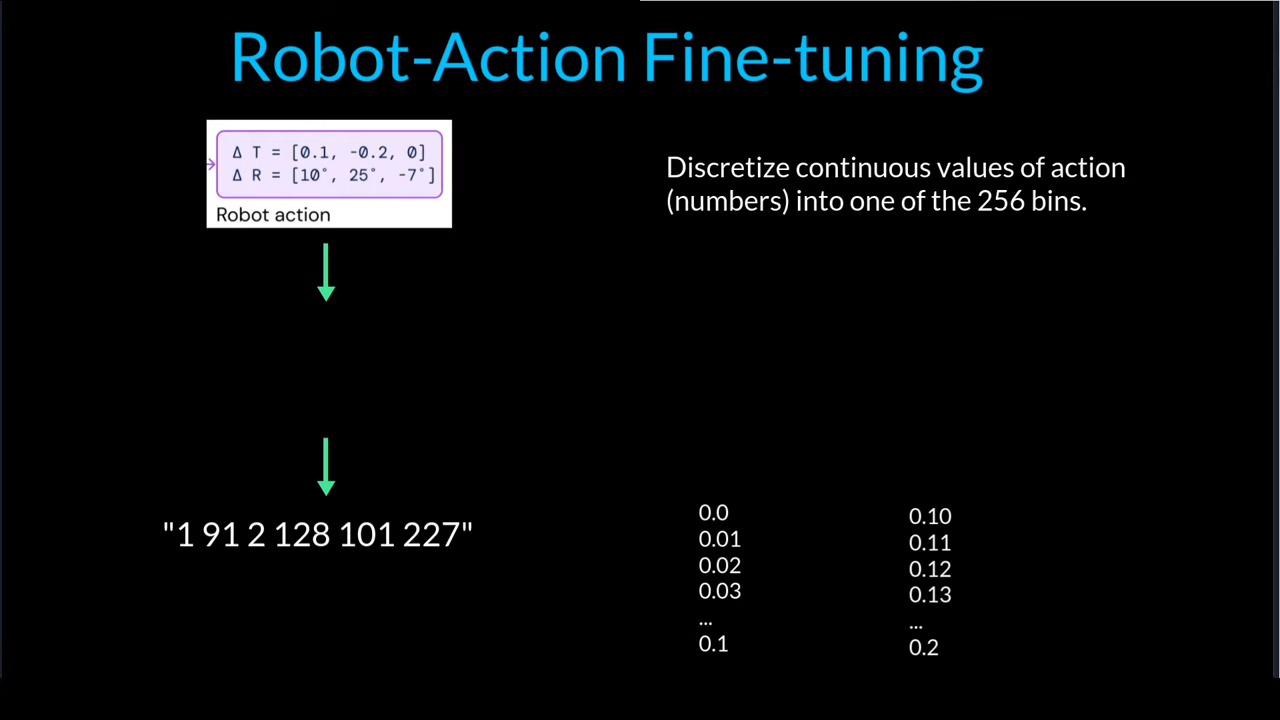 Robot-Action Fine-tuning
Δ T = [0.1, -0.2, 0]
Δ R = [10°, 25°, -7°]
Robot action
Discretize continuous values of action
(numbers) into one of the 256 bins.
"1 91 2 128 101 227"
0.0
0.01
0.02
0.03
...
0.1
0.10
0.11
0.12
0.13
...
0.2